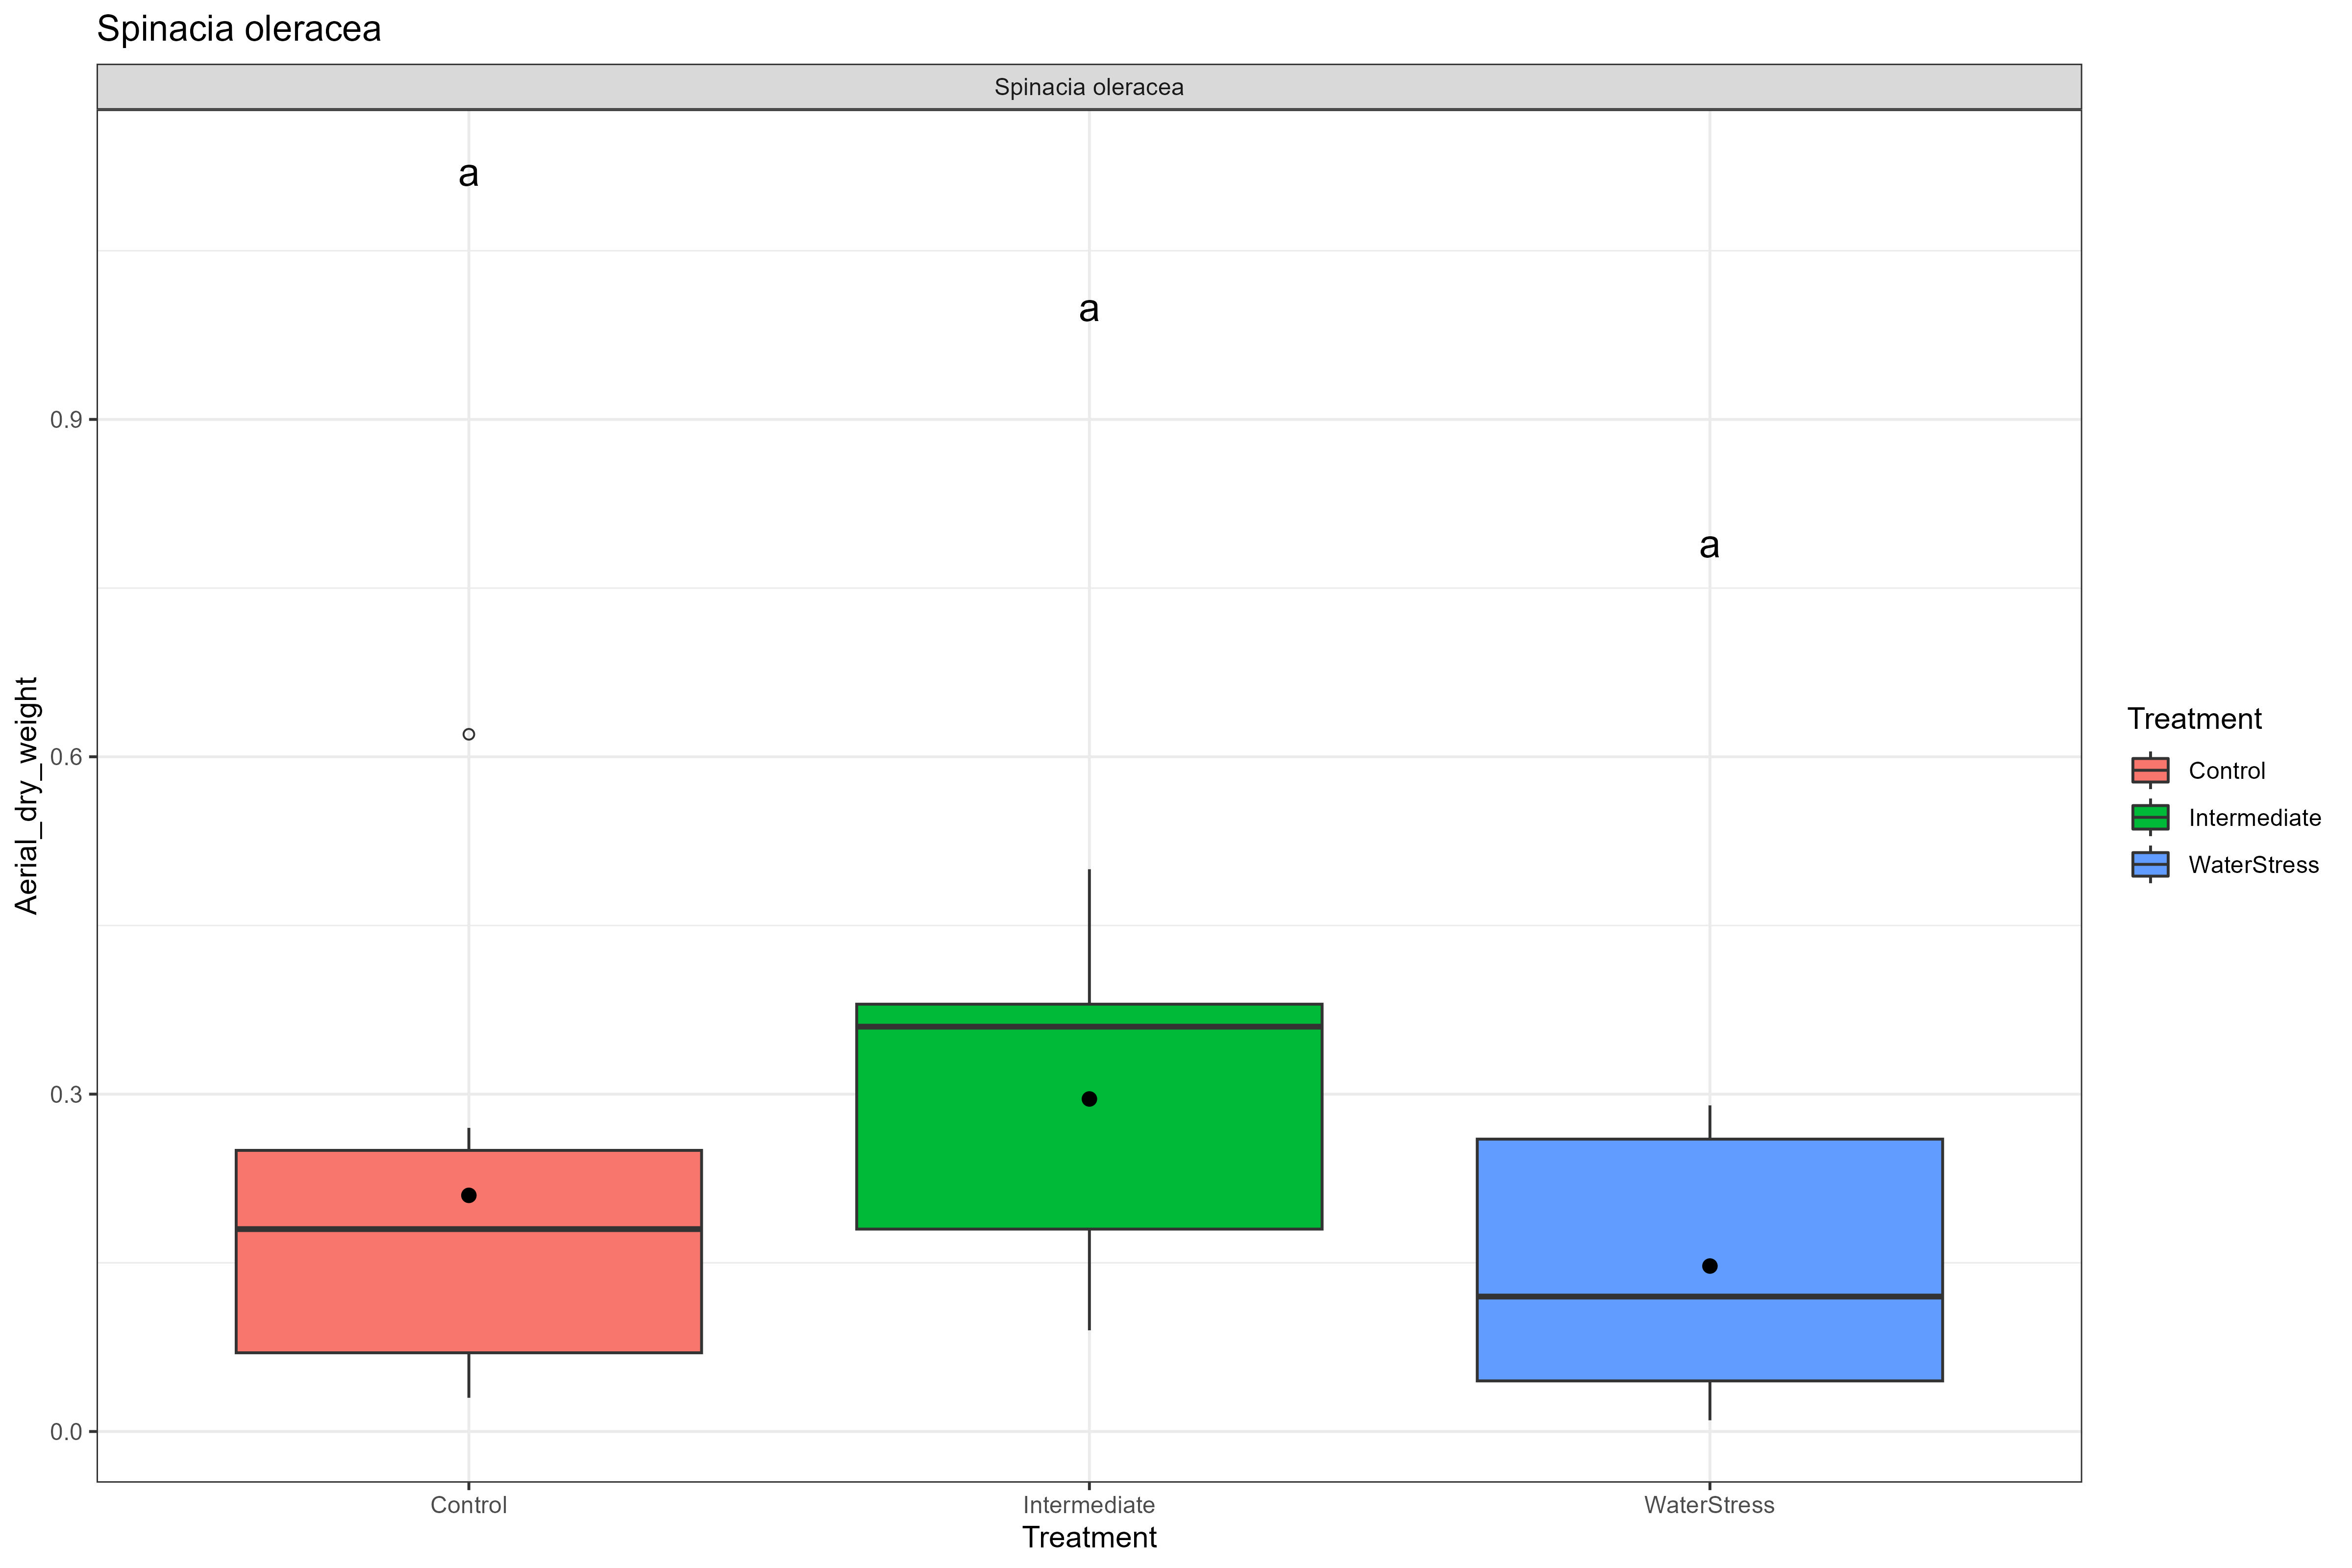 Spinacia oleracea
Spinacia oleracea
a
a
a
0.9
0.6
0.3
0.0
Aerial_dry_weight
Control
Intermediate
WaterStress
Treatment
Treatment
Control
Intermediate
WaterStress